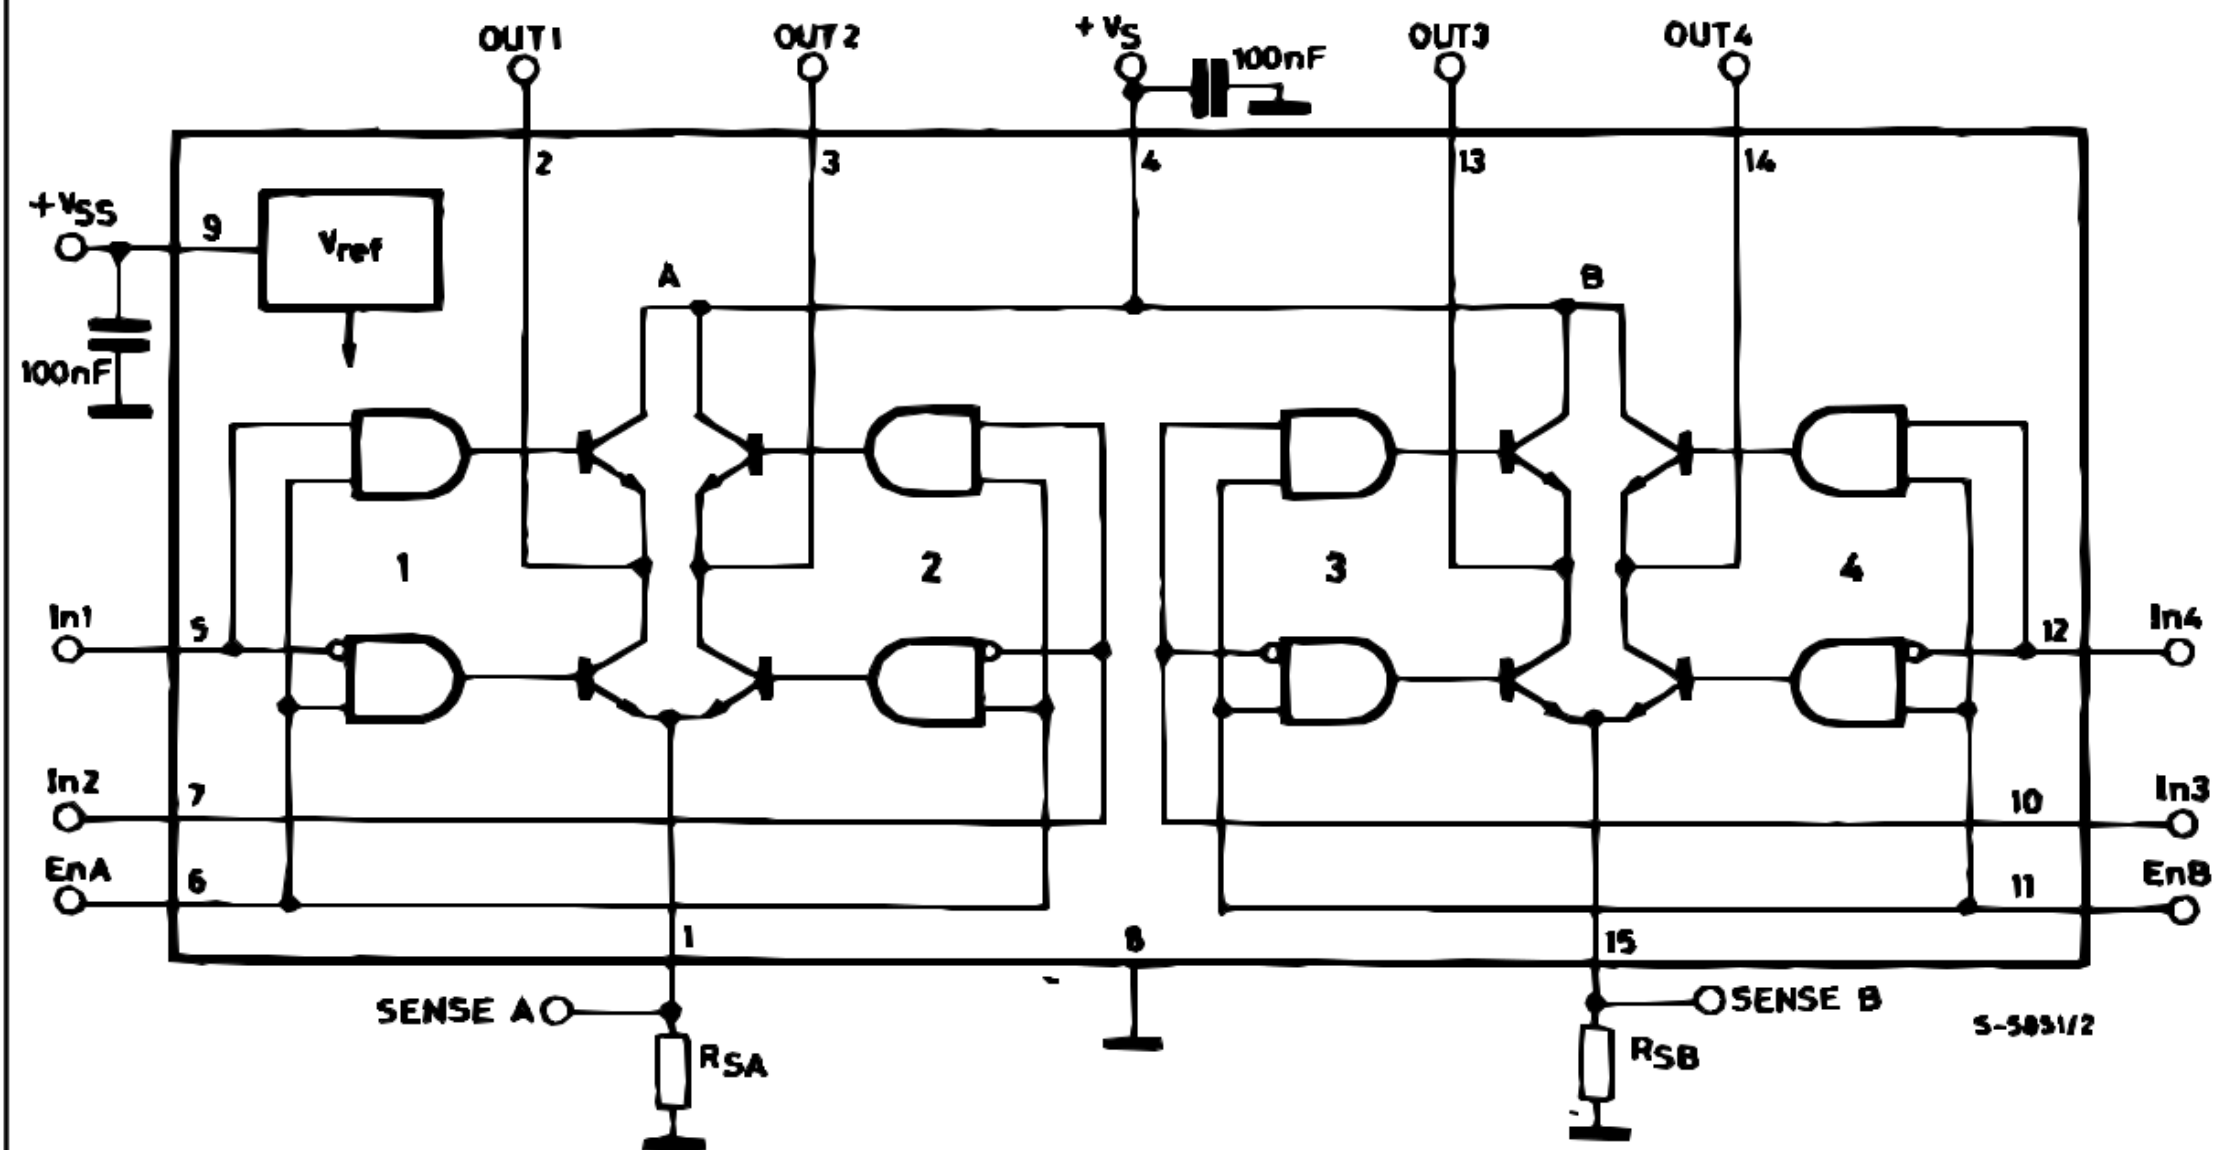 OUT1
OUT2
+VS
100nF
OUT3
OUT4
2
3
4
13
14
+VSS
9
Vref
A
B
100nF
1
2
3
4
In1
5
12
In4
In2
7
10
In3
EnA
6
11
EnB
1
8
15
SENSE A
SENSE B
S-5851/2
RSA
RSB